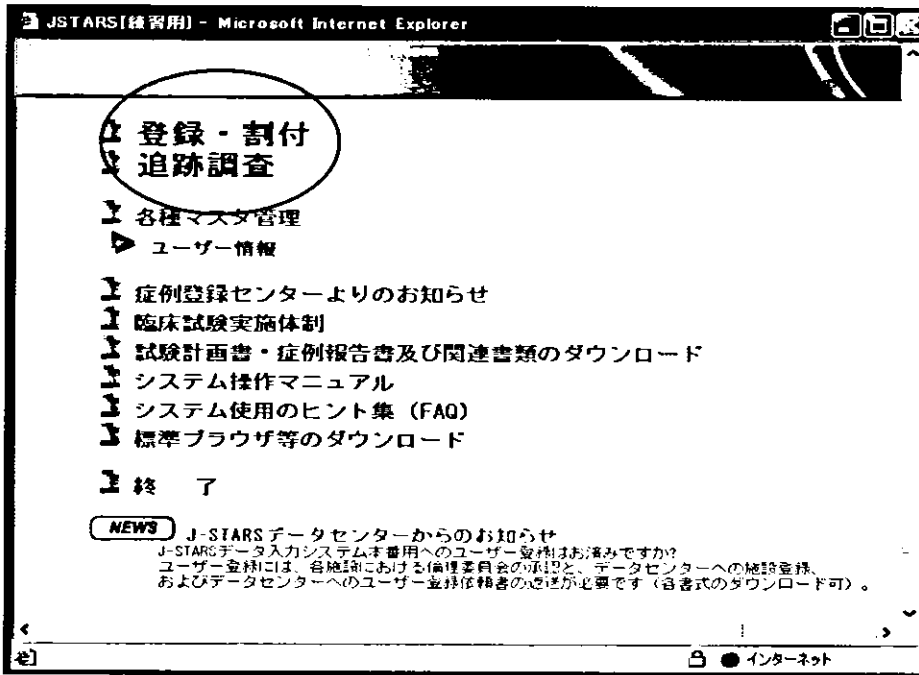 JSTARS[練習用] - Microsoft Internet Explorer
登録・割付
追跡調査
各種マスタ管理
ユーザー情報
症例登録センターよりのお知らせ
臨床試験実施体制
試験計画書・症例報告書及び関連書類のダウンロード
システム操作マニュアル
システム使用のヒント集 (FAQ)
標準ブラウザ等のダウンロード
終 了
NEWS J-STARSデータセンターからのお知らせ
J-STARSデータ入力システム本番用へのユーザー登録はお済みですか?
ユーザー登録には、各施設における倫理委員会の承認と、データセンターへの施設登録、
およびデータセンターへのユーザー登録依頼書の返送が必要です（各書式のダウンロード可）。
インターネット